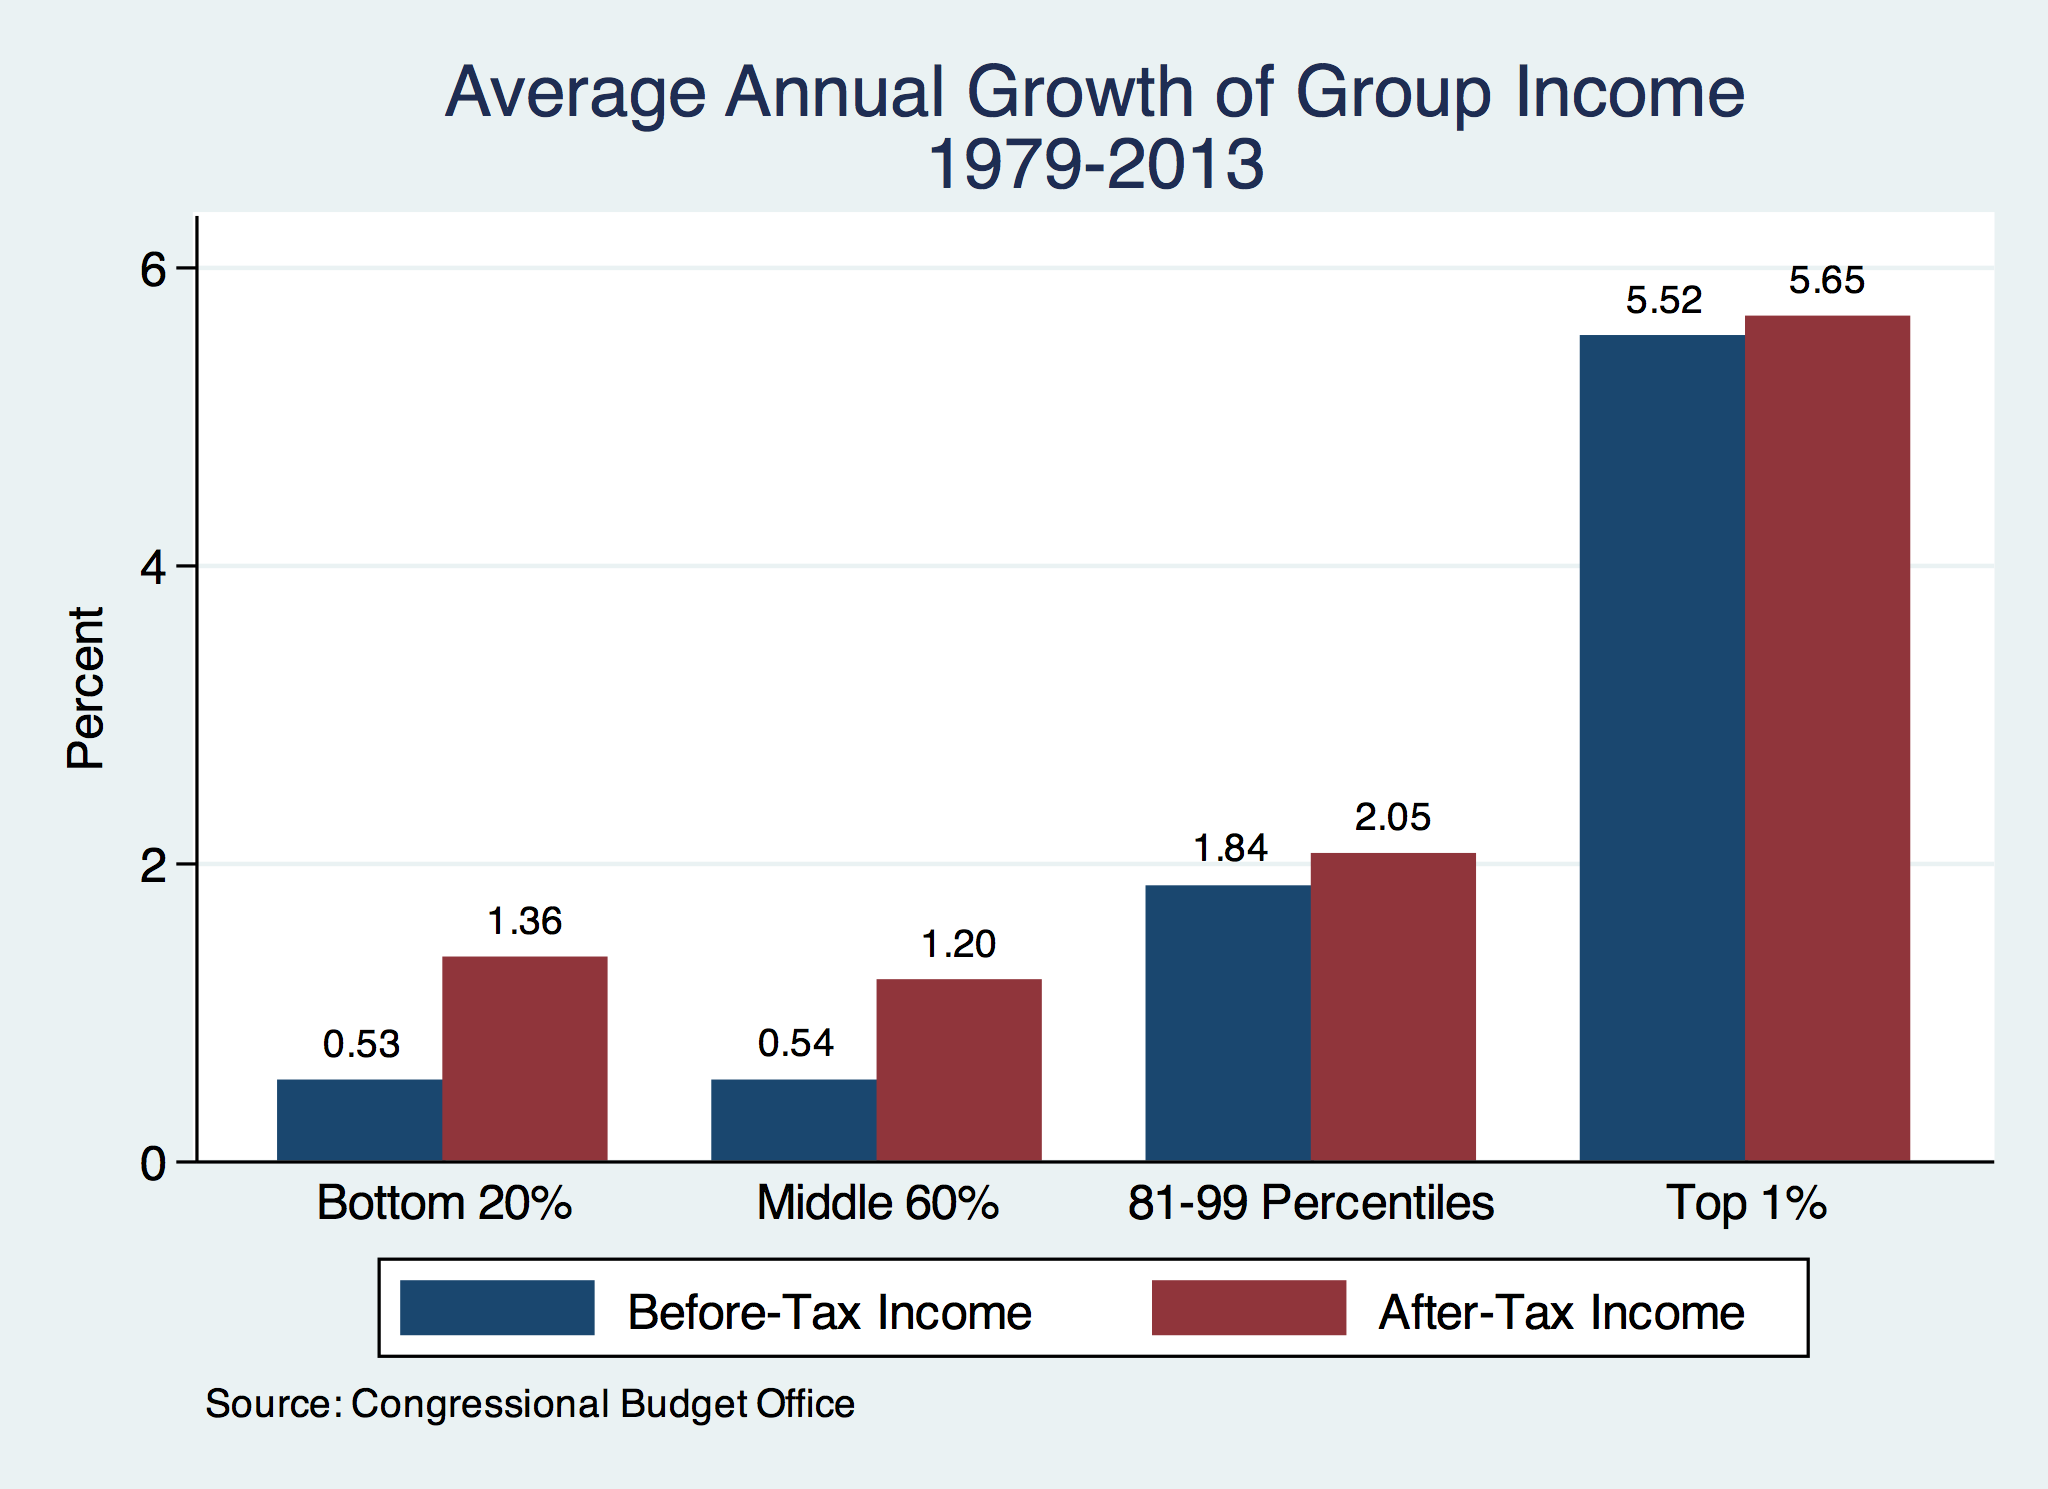 Average Annual Growth of Group Income
1979-2013
Percent
6
4
2
0
0.53
1.36
0.54
1.20
1.84
2.05
5.52
5.65
Bottom 20%
Middle 60%
81-99 Percentiles
Top 1%
Before-Tax Income
After-Tax Income
Source: Congressional Budget Office